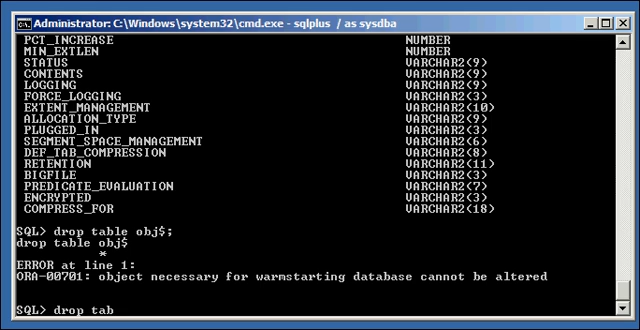 Administrator: C:\Windows\system32\cmd.exe - sqlplus / as sysdba
PCT_INCREASE NUMBER
MIN_EXTLEN NUMBER
STATUS VARCHAR2(9)
CONTENTS VARCHAR2(9)
LOGGING VARCHAR2(9)
FORCE_LOGGING VARCHAR2(3)
EXTENT_MANAGEMENT VARCHAR2(10)
ALLOCATION_TYPE VARCHAR2(9)
PLUGGED_IN VARCHAR2(3)
SEGMENT_SPACE_MANAGEMENT VARCHAR2(6)
DEF_TAB_COMPRESSION VARCHAR2(8)
RETENTION VARCHAR2(11)
BIGFILE VARCHAR2(3)
PREDICATE_EVALUATION VARCHAR2(7)
ENCRYPTED VARCHAR2(3)
COMPRESS_FOR VARCHAR2(18)
SQL> drop table obj$;
drop table obj$
*
ERROR at line 1:
ORA-00701: object necessary for warmstarting database cannot be altered
SQL> drop tab